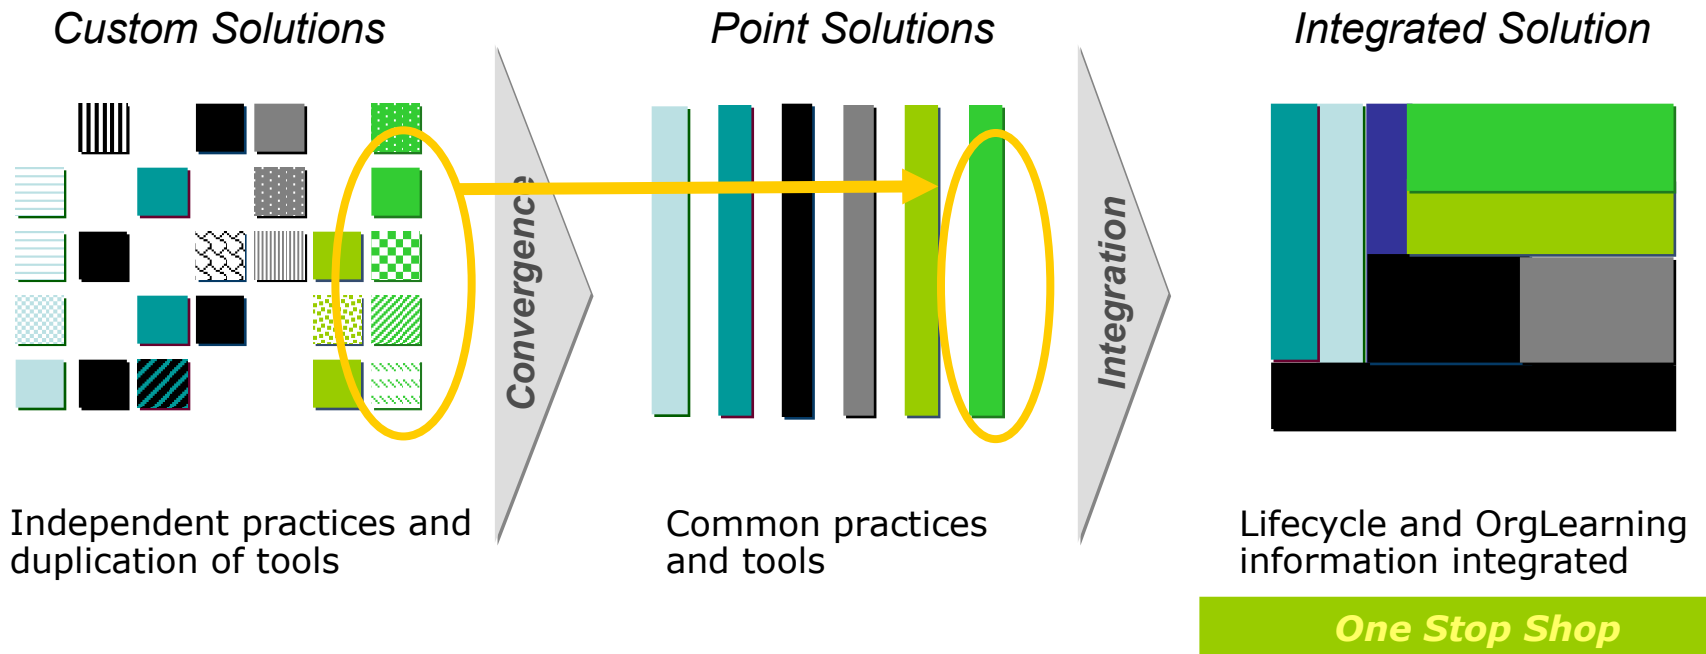 Custom Solutions
Point Solutions
Integrated Solution
Convergence
Integration
Independent practices and
duplication of tools
Common practices
and tools
Lifecycle and OrgLearning
information integrated
One Stop Shop